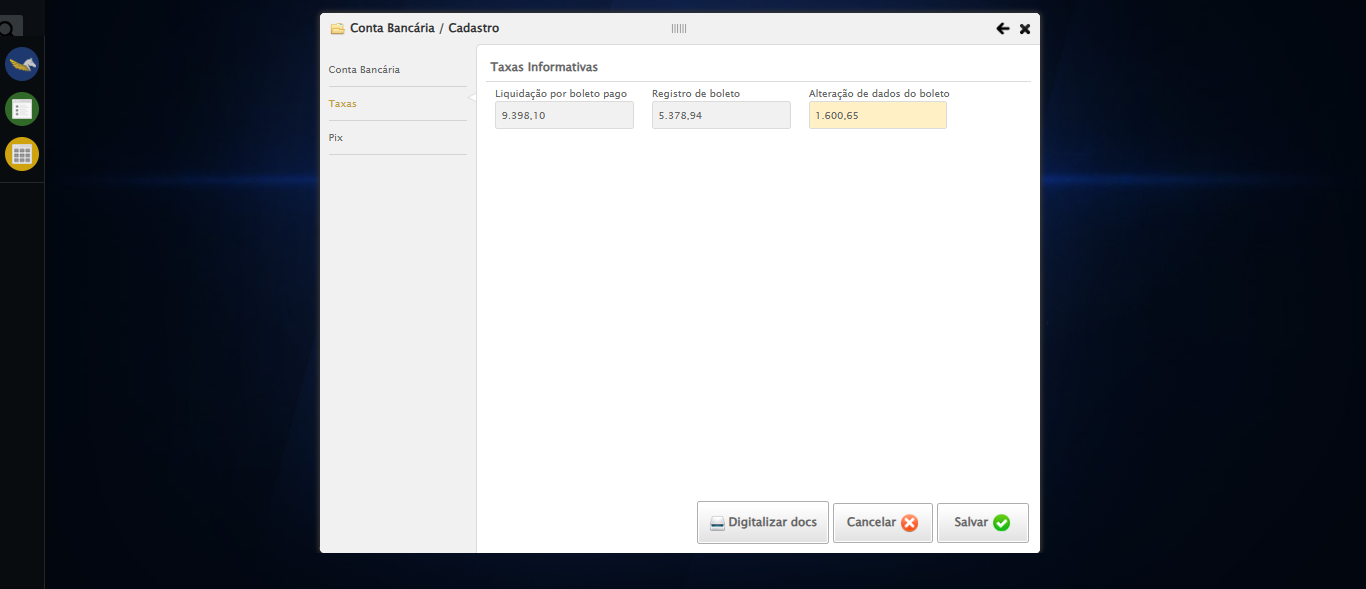 Conta Bancária / Cadastro
Conta Bancária
Taxas
Pix
Taxas Informativas
Liquidação por boleto pago
Registro de boleto
Alteração de dados do boleto
9.398,10
5.378,94
1.600,65
Digitalizar docs
Cancelar
Salvar